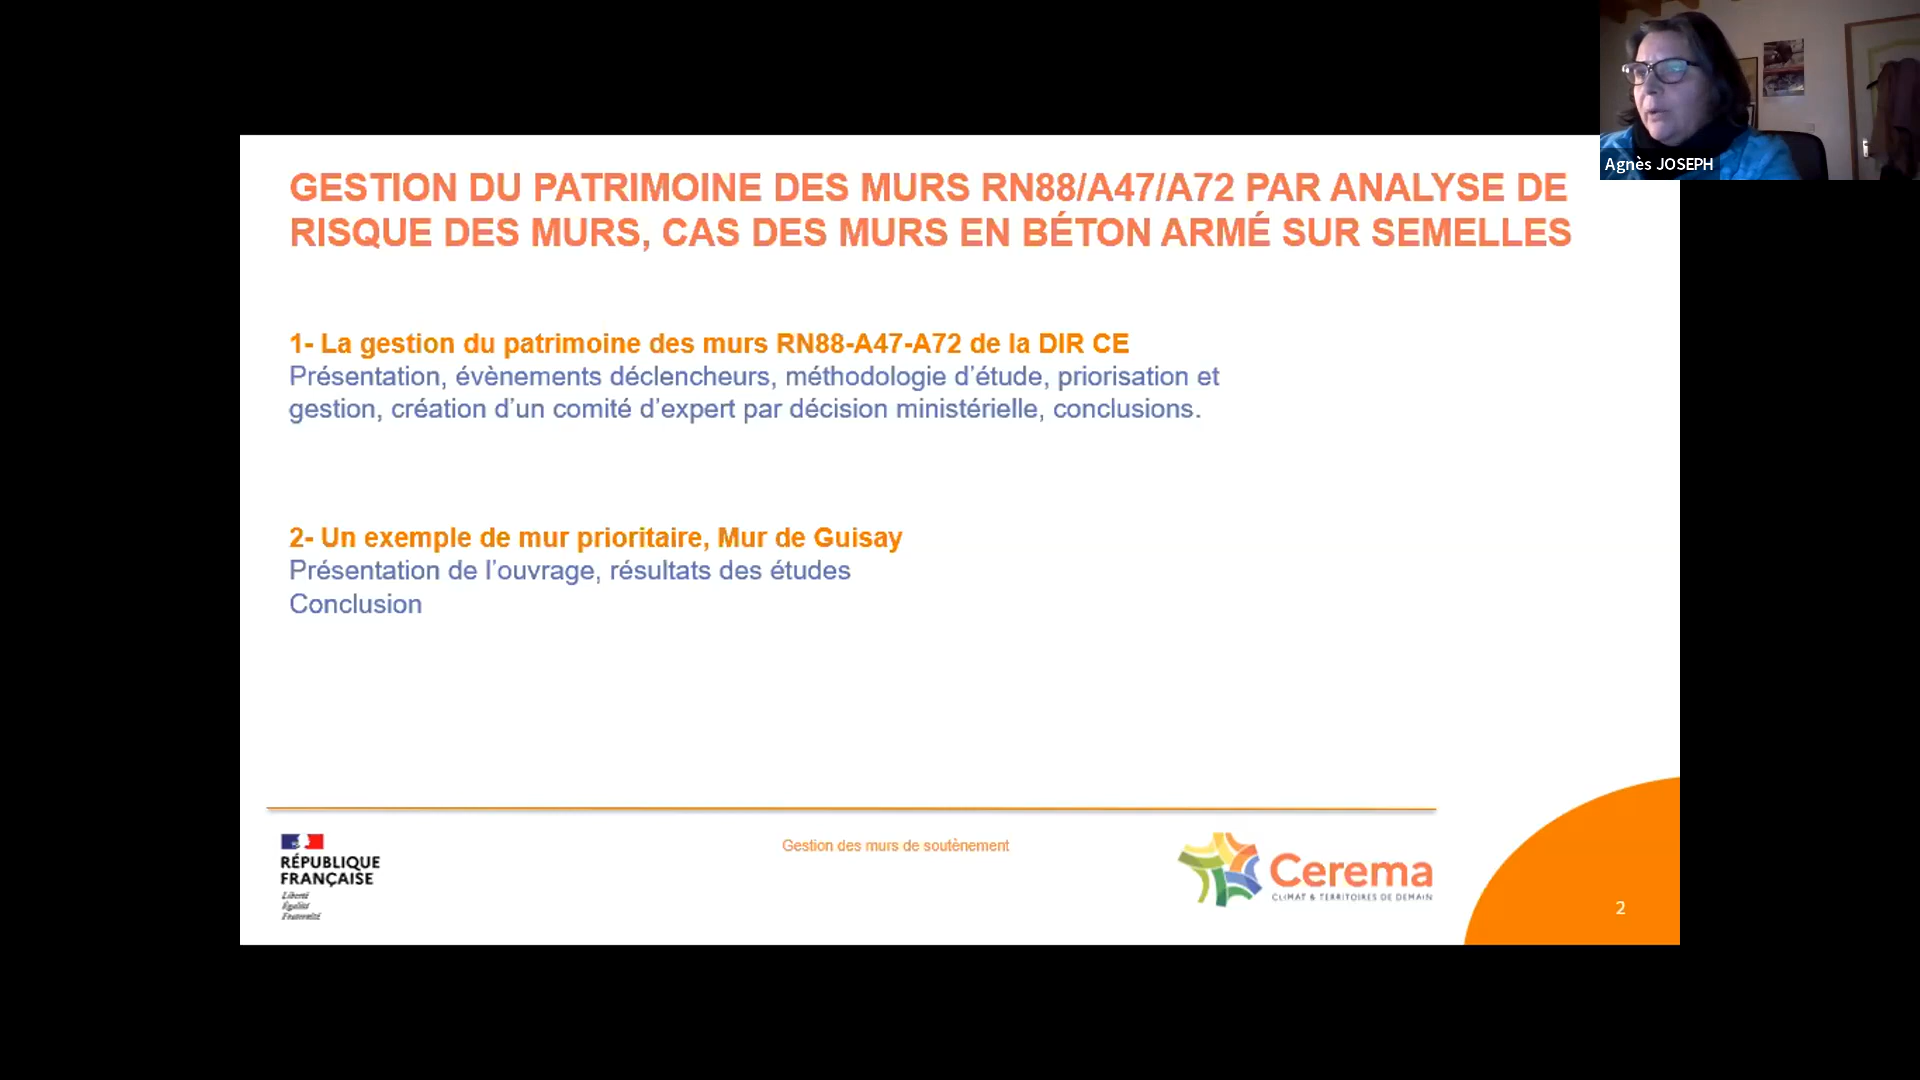 Agnès JOSEPH
GESTION DU PATRIMOINE DES MURS RN88/A47/A72 PAR ANALYSE DE
RISQUE DES MURS, CAS DES MURS EN BÉTON ARMÉ SUR SEMELLES
1- La gestion du patrimoine des murs RN88-A47-A72 de la DIR CE
Présentation, évènements déclencheurs, méthodologie d’étude, priorisation et
gestion, création d’un comité d’expert par décision ministérielle, conclusions.
2- Un exemple de mur prioritaire, Mur de Guisay
Présentation de l’ouvrage, résultats des études
Conclusion
RÉPUBLIQUE
FRANÇAISE
Liberté
Égalité
Fraternité
Gestion des murs de soutènement
Cerema
CLIMAT & TERRITOIRES DE DEMAIN
2